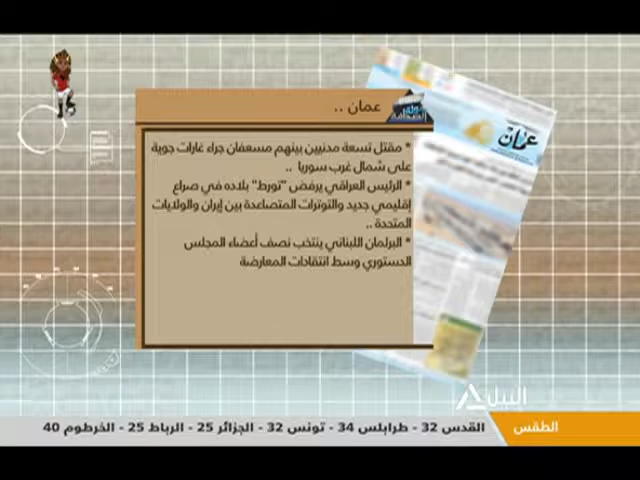 عمان ..
موجز الصحافة
عمان
* مقتل تسعة مدنيين بينهم مسعفان جراء غارات جوية
على شمال غرب سوريا ..
* الرئيس العراقي يرفض "تورط" بلاده في صراع
إقليمي جديد والتوترات المتصاعدة بين إيران والولايات
المتحدة ..
* البرلمان اللبناني ينتخب نصف أعضاء المجلس
الدستوري وسط انتقادات المعارضة
النيل
الطقس
القدس 32 - طرابلس 34 - تونس 32 - الجزائر 25 - الرباط 25 - الخرطوم 40